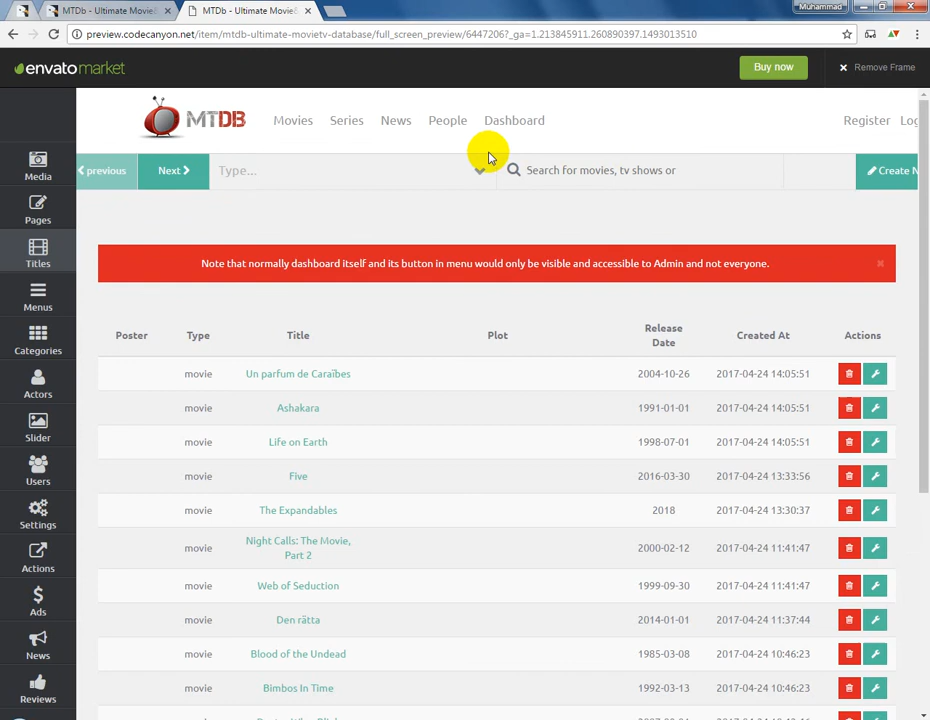 Muhammad
MTDb - Ultimate Movie&
MTDb - Ultimate Movie&
preview.codecanyon.net/item/mtdb-ultimate-movietv-database/full_screen_preview/6447206?_ga=1.213845911.260890397.1493013510
envatomarket
Buy now
Remove Frame
MTDB
Movies Series News People Dashboard
Register Log
previous Next Type... Search for movies, tv shows or Create N
Media
Pages
Titles
Menus
Categories
Actors
Slider
Users
Settings
Actions
Ads
News
Reviews
Note that normally dashboard itself and its button in menu would only be visible and accessible to Admin and not everyone.
Poster Type Title Plot Release Date Created At Actions
movie Un parfum de Caraïbes 2004-10-26 2017-04-24 14:05:51
movie Ashakara 1991-01-01 2017-04-24 14:05:51
movie Life on Earth 1998-07-01 2017-04-24 14:05:51
movie Five 2016-03-30 2017-04-24 13:33:56
movie The Expandables 2018 2017-04-24 13:30:37
movie Night Calls: The Movie, Part 2 2000-02-12 2017-04-24 11:41:47
movie Web of Seduction 1999-09-30 2017-04-24 11:41:47
movie Den rätta 2014-01-01 2017-04-24 11:37:44
movie Blood of the Undead 1985-03-08 2017-04-24 10:46:23
movie Bimbos In Time 1992-03-13 2017-04-24 10:46:23